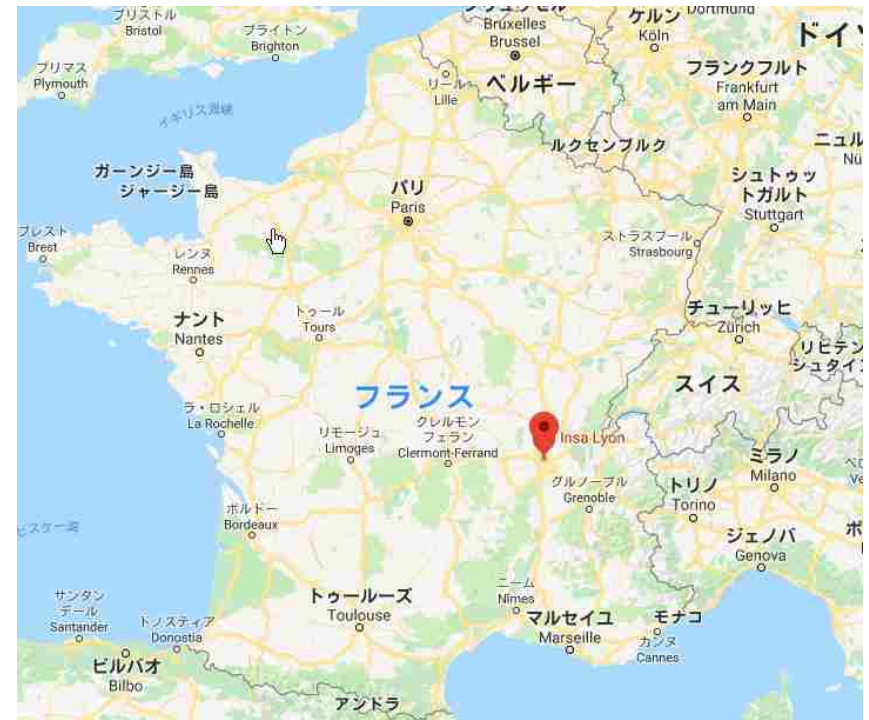 ブリストル
Bristol
ブライトン
Brighton
Bruxelles
Brussel
ケルン
Köln
Dortmund
プリマス
Plymouth
リール
Lille
ベルギー
フランクフルト
Frankfurt
am Main
イギリス海峡
ルクセンブルク
ガーンジー島
ジャージー島
パリ
Paris
シュトゥッ
トガルト
Stuttgart
ブレスト
Brest
レンヌ
Rennes
ストラスブール
Strasbourg
ナント
Nantes
トゥール
Tours
チューリッヒ
Zürich
リヒテン
シュタイン
スイス
フランス
ラ・ロシェル
La Rochelle
リモージュ
Limoges
クレルモン
フェラン
Clermont-Ferrand
Insa Lyon
グルノーブル
Grenoble
ミラノ
Milano
トリノ
Torino
ボルドー
Bordeaux
ビスケー湾
ジェノバ
Genova
サンタン
デール
Santander
ドノスティア
Donostia
トゥールーズ
Toulouse
ニーム
Nîmes
マルセイユ
Marseille
モナコ
カンヌ
Cannes
ビルバオ
Bilbo
アンドラ